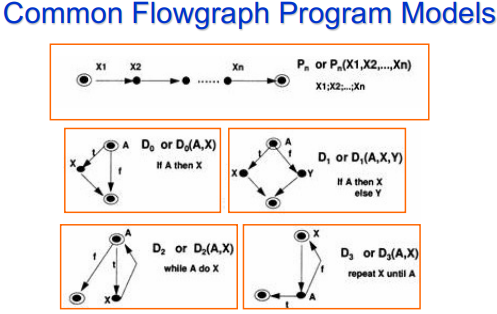 Common Flowgraph Program Models
X1 X2 Xn
Pn or Pn(X1,X2,...,Xn)
X1;X2;...;Xn
A
t
X
f
D0 or D0(A,X)
If A then X
A
t f
X Y
D1 or D1(A,X,Y)
If A then X
else Y
A
f
t
X
D2 or D2(A,X)
while A do X
X
f
A
t
D3 or D3(A,X)
repeat X until A